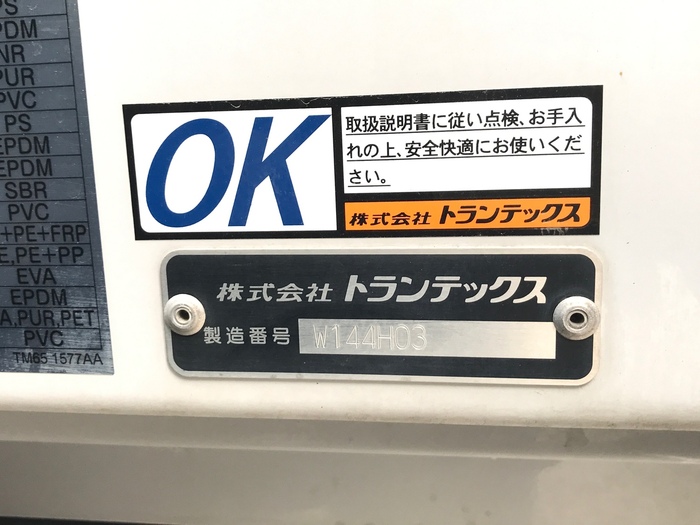 PS
EPDM
NR
PUR
PVC
PS
EPDM
EPDM
SBR
PVC
+PE+FRP
E,PE+PP
EVA
EPDM
A,PUR,PET
PVC
TM65 1577AA
OK
取扱説明書に従い点検、お手入
れの上、安全快適にお使いくだ
さい。
株式会社 トランテックス
株式会社 トランテックス
製造番号 W144H03